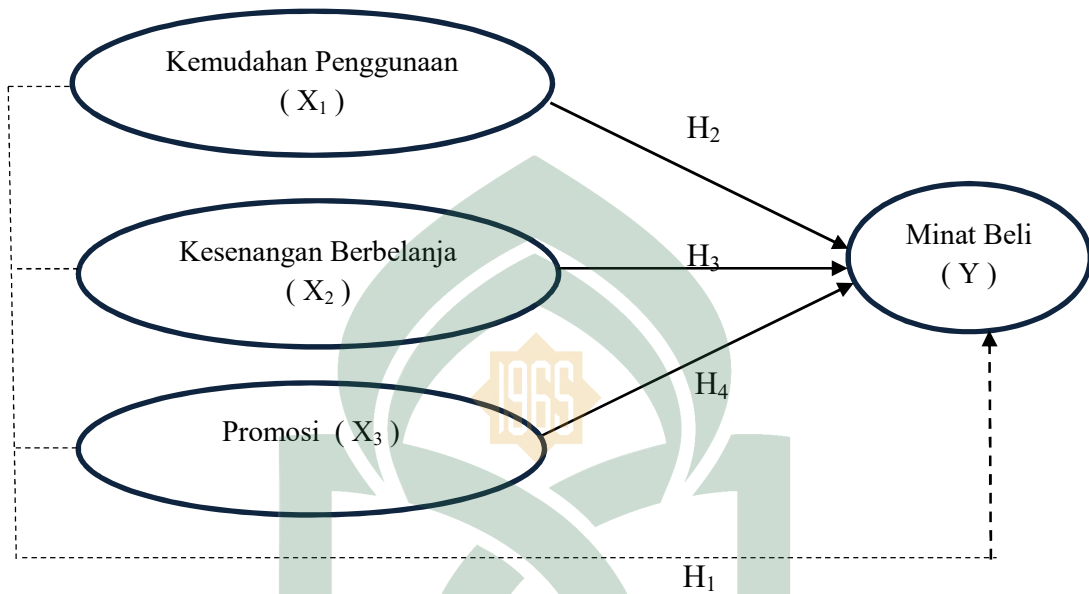 Kemudahan Penggunaan
( X₁ )
H₂
Kesenangan Berbelanja
( X₂ )
H₃
Minat Beli
( Y )
Promosi ( X₃ )
H₄
1965
H₁